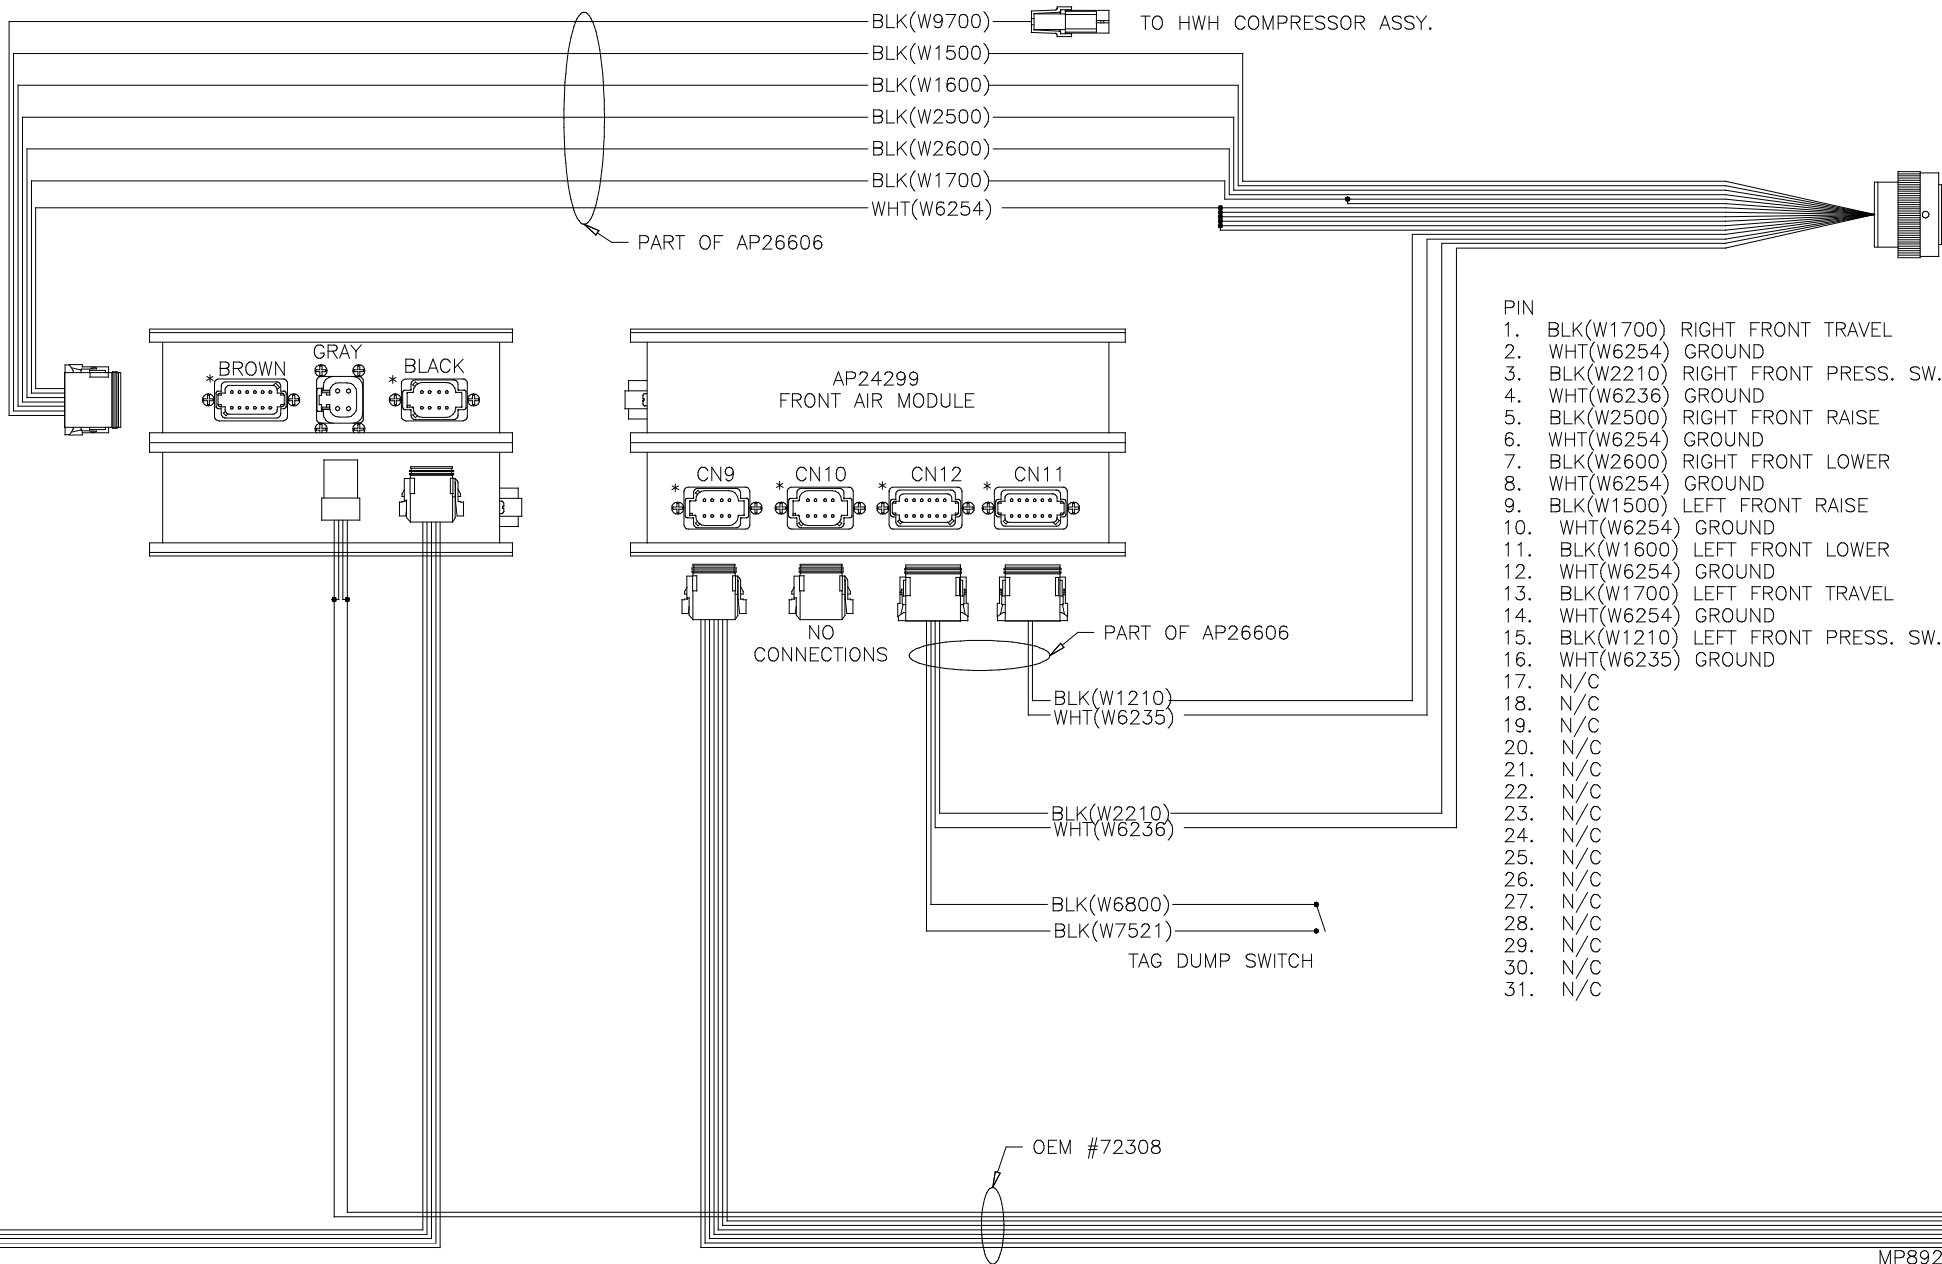 BLK(W9700)
TO HWH COMPRESSOR ASSY.
BLK(W1500)
BLK(W1600)
BLK(W2500)
BLK(W2600)
BLK(W1700)
WHT(W6254)
PART OF AP26606
* BROWN
GRAY
* BLACK
AP24299
FRONT AIR MODULE
* CN9
* CN10
* CN12
* CN11
NO
CONNECTIONS
PART OF AP26606
BLK(W1210)
WHT(W6235)
BLK(W2210)
WHT(W6236)
BLK(W6800)
BLK(W7521)
TAG DUMP SWITCH
PIN
1. BLK(W1700) RIGHT FRONT TRAVEL
2. WHT(W6254) GROUND
3. BLK(W2210) RIGHT FRONT PRESS. SW.
4. WHT(W6236) GROUND
5. BLK(W2500) RIGHT FRONT RAISE
6. WHT(W6254) GROUND
7. BLK(W2600) RIGHT FRONT LOWER
8. WHT(W6254) GROUND
9. BLK(W1500) LEFT FRONT RAISE
10. WHT(W6254) GROUND
11. BLK(W1600) LEFT FRONT LOWER
12. WHT(W6254) GROUND
13. BLK(W1700) LEFT FRONT TRAVEL
14. WHT(W6254) GROUND
15. BLK(W1210) LEFT FRONT PRESS. SW.
16. WHT(W6235) GROUND
17. N/C
18. N/C
19. N/C
20. N/C
21. N/C
22. N/C
23. N/C
24. N/C
25. N/C
26. N/C
27. N/C
28. N/C
29. N/C
30. N/C
31. N/C
OEM #72308
MP892